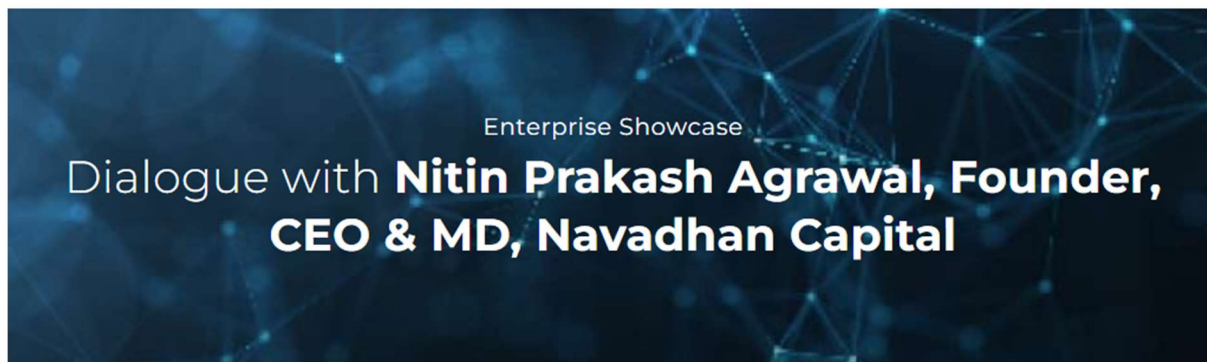 Enterprise Showcase
Dialogue with Nitin Prakash Agrawal, Founder,
CEO & MD, Navadhan Capital